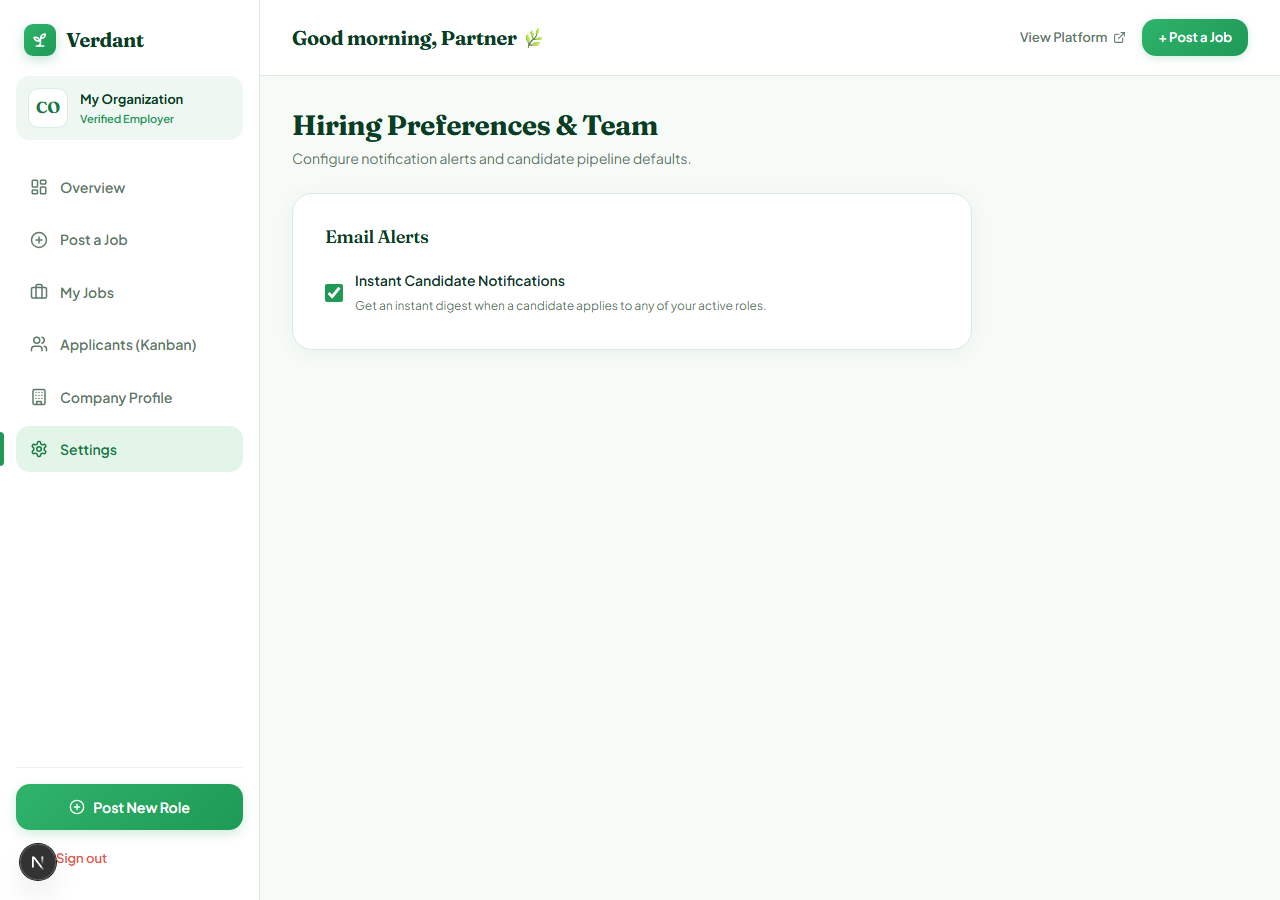 Verdant
CO
My Organization
Verified Employer
Overview
Post a Job
My Jobs
Applicants (Kanban)
Company Profile
Settings
Post New Role
N
Sign out
Good morning, Partner 🌿
View Platform
+ Post a Job
Hiring Preferences & Team
Configure notification alerts and candidate pipeline defaults.
Email Alerts
Instant Candidate Notifications
Get an instant digest when a candidate applies to any of your active roles.